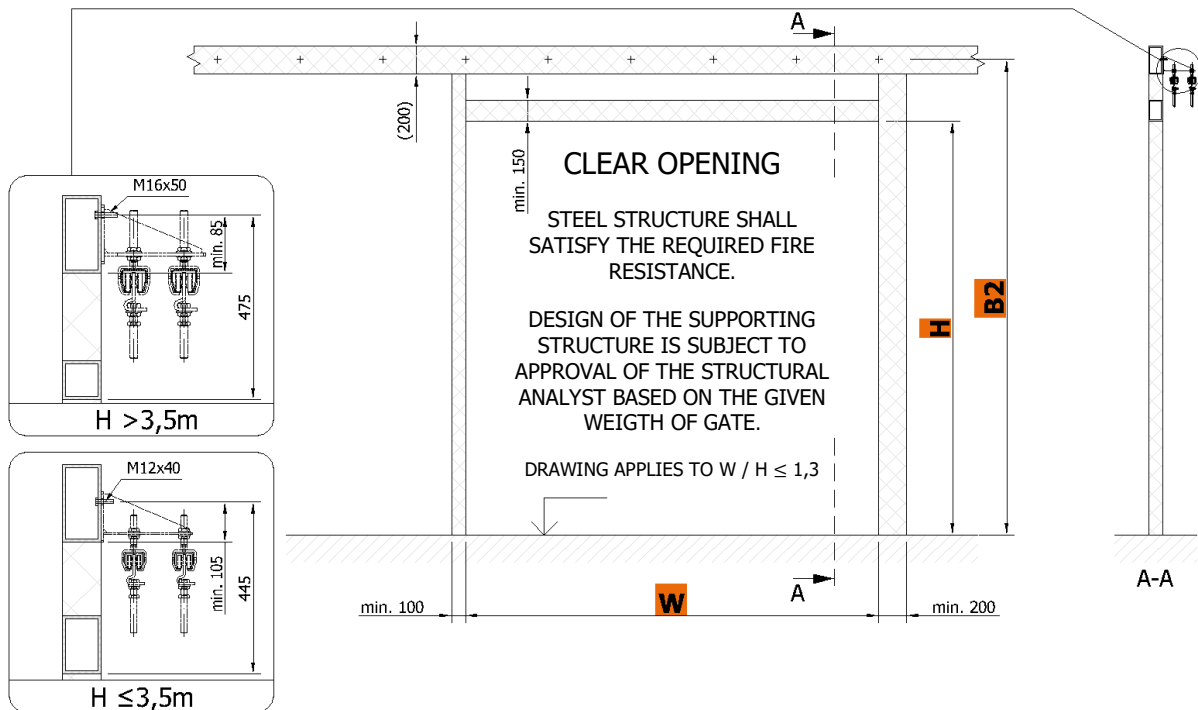 A
(200)
min. 150
CLEAR OPENING
STEEL STRUCTURE SHALL
SATISFY THE REQUIRED FIRE
RESISTANCE.
DESIGN OF THE SUPPORTING
STRUCTURE IS SUBJECT TO
APPROVAL OF THE STRUCTURAL
ANALYST BASED ON THE GIVEN
WEIGTH OF GATE.
DRAWING APPLIES TO W / H ≤ 1,3
H
B2
A
min. 100
W
min. 200
A-A
M16x50
min. 85
475
H >3,5m
M12x40
min. 105
445
H ≤3,5m